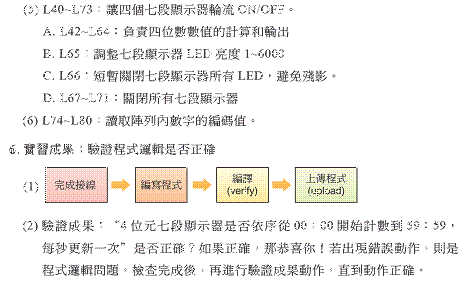 (5) L40~L73：讓四個七段顯示器輪流 ON/OFF。
A. L42~L64：負責四位數數值的計算和輸出
B. L65：調整七段顯示器 LED 亮度 1~6000
C. L66：短暫關閉七段顯示器所有 LED，避免殘影。
D. L67~L71：關閉所有七段顯示器
(6) L74~L80：讀取陣列內數字的編碼值。
6. 實習成果：驗證程式邏輯是否正確
(1) 完成接線 編寫程式 編譯 (verify) 上傳程式 (upload)
(2) 驗證成果：“4 位元七段顯示器是否依序從 00：00 開始計數到 59：59，
每秒更新一次”是否正確？如果正確，那恭喜你！若出現錯誤動作，則是
程式邏輯問題，檢查完成後，再進行驗證成果動作，直到動作正確。